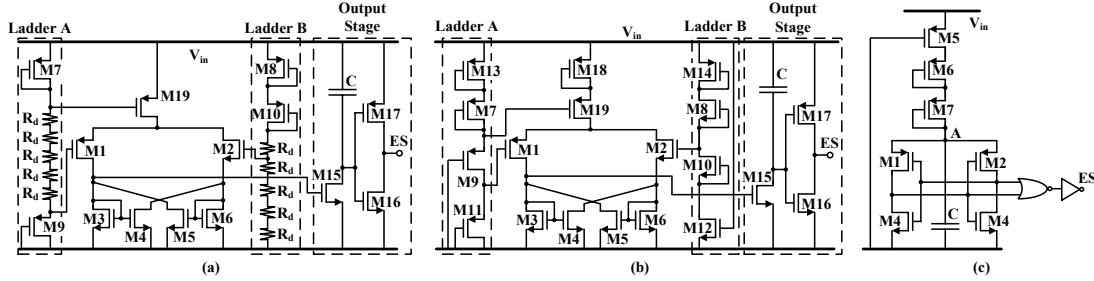 Ladder A
Ladder B
Output
Stage
V_in
M7
M8
M19
M10
C
M17
R_d
R_d
R_d
R_d
R_d
R_d
R_d
R_d
M1
M2
M15
ES
M9
M3
M4
M5
M6
M16
(a)
Ladder A
Ladder B
Output
Stage
V_in
M13
M18
M14
C
M7
M19
M8
M17
M1
M2
M9
M10
M15
ES
M11
M3
M4
M5
M6
M12
M16
(b)
V_in
M5
M6
M7
A
M1
M2
ES
M4
C
M4
(c)